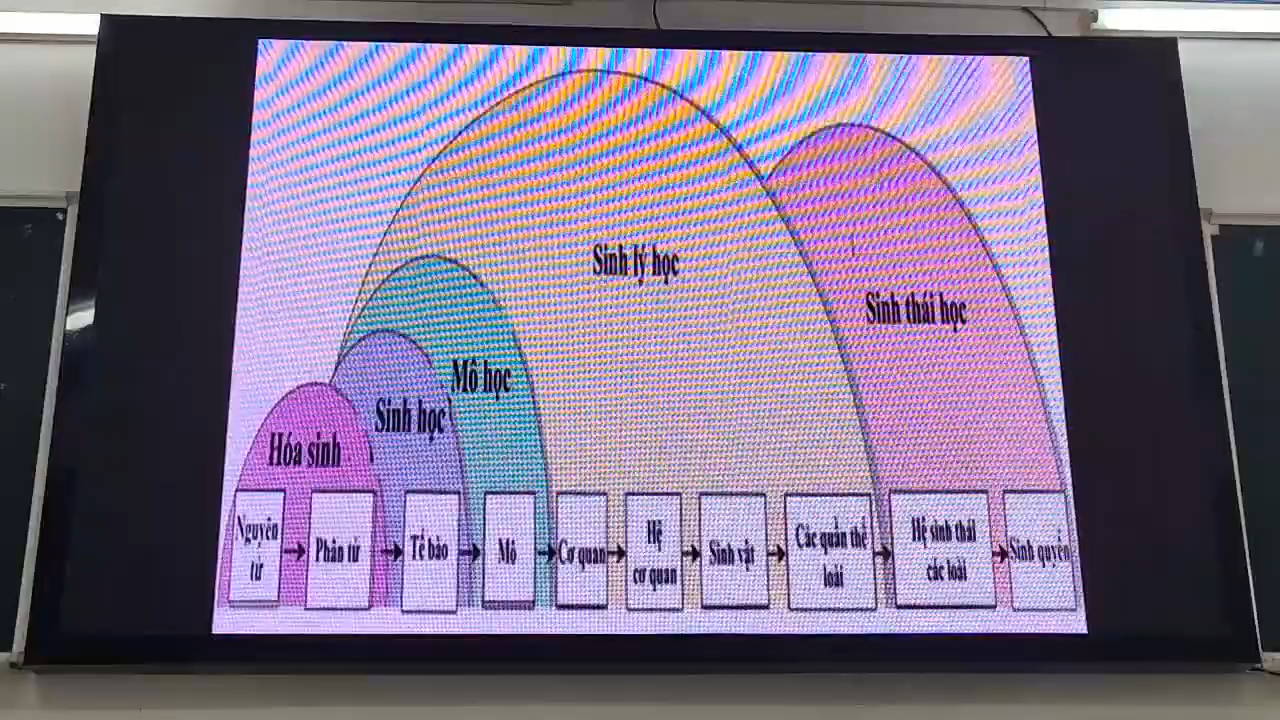 Sinh lý học
Sinh thái học
Mô học
Sinh học
Hóa sinh
Nguyên
tử
Phân tử
Tế bào
Mô
Cơ quan
Hệ
cơ quan
Sinh vật
Các quần thể
loài
Hệ sinh thái
các loài
Sinh quyển